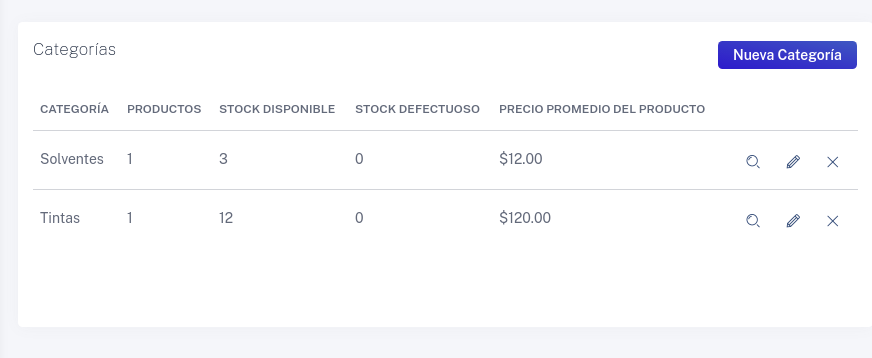 Categorías
Nueva Categoría
CATEGORÍA PRODUCTOS STOCK DISPONIBLE STOCK DEFECTUOSO PRECIO PROMEDIO DEL PRODUCTO
Solventes 1 3 0 $12.00
Tintas 1 12 0 $120.00